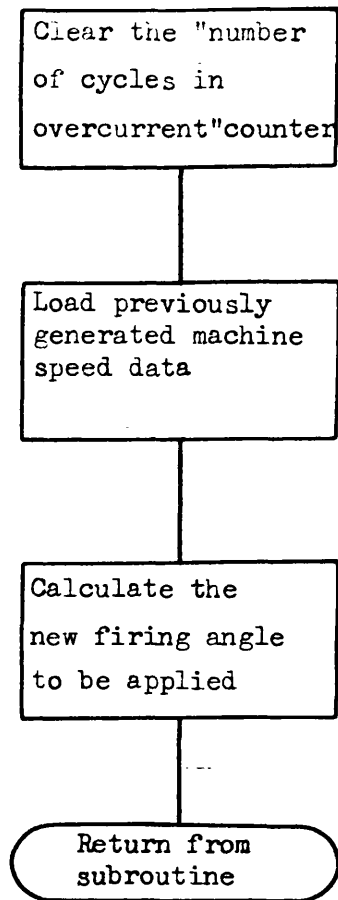 Clear the "number
of cycles in
overcurrent"counter
Load previously
generated machine
speed data
Calculate the
new firing angle
to be applied
Return from
subroutine